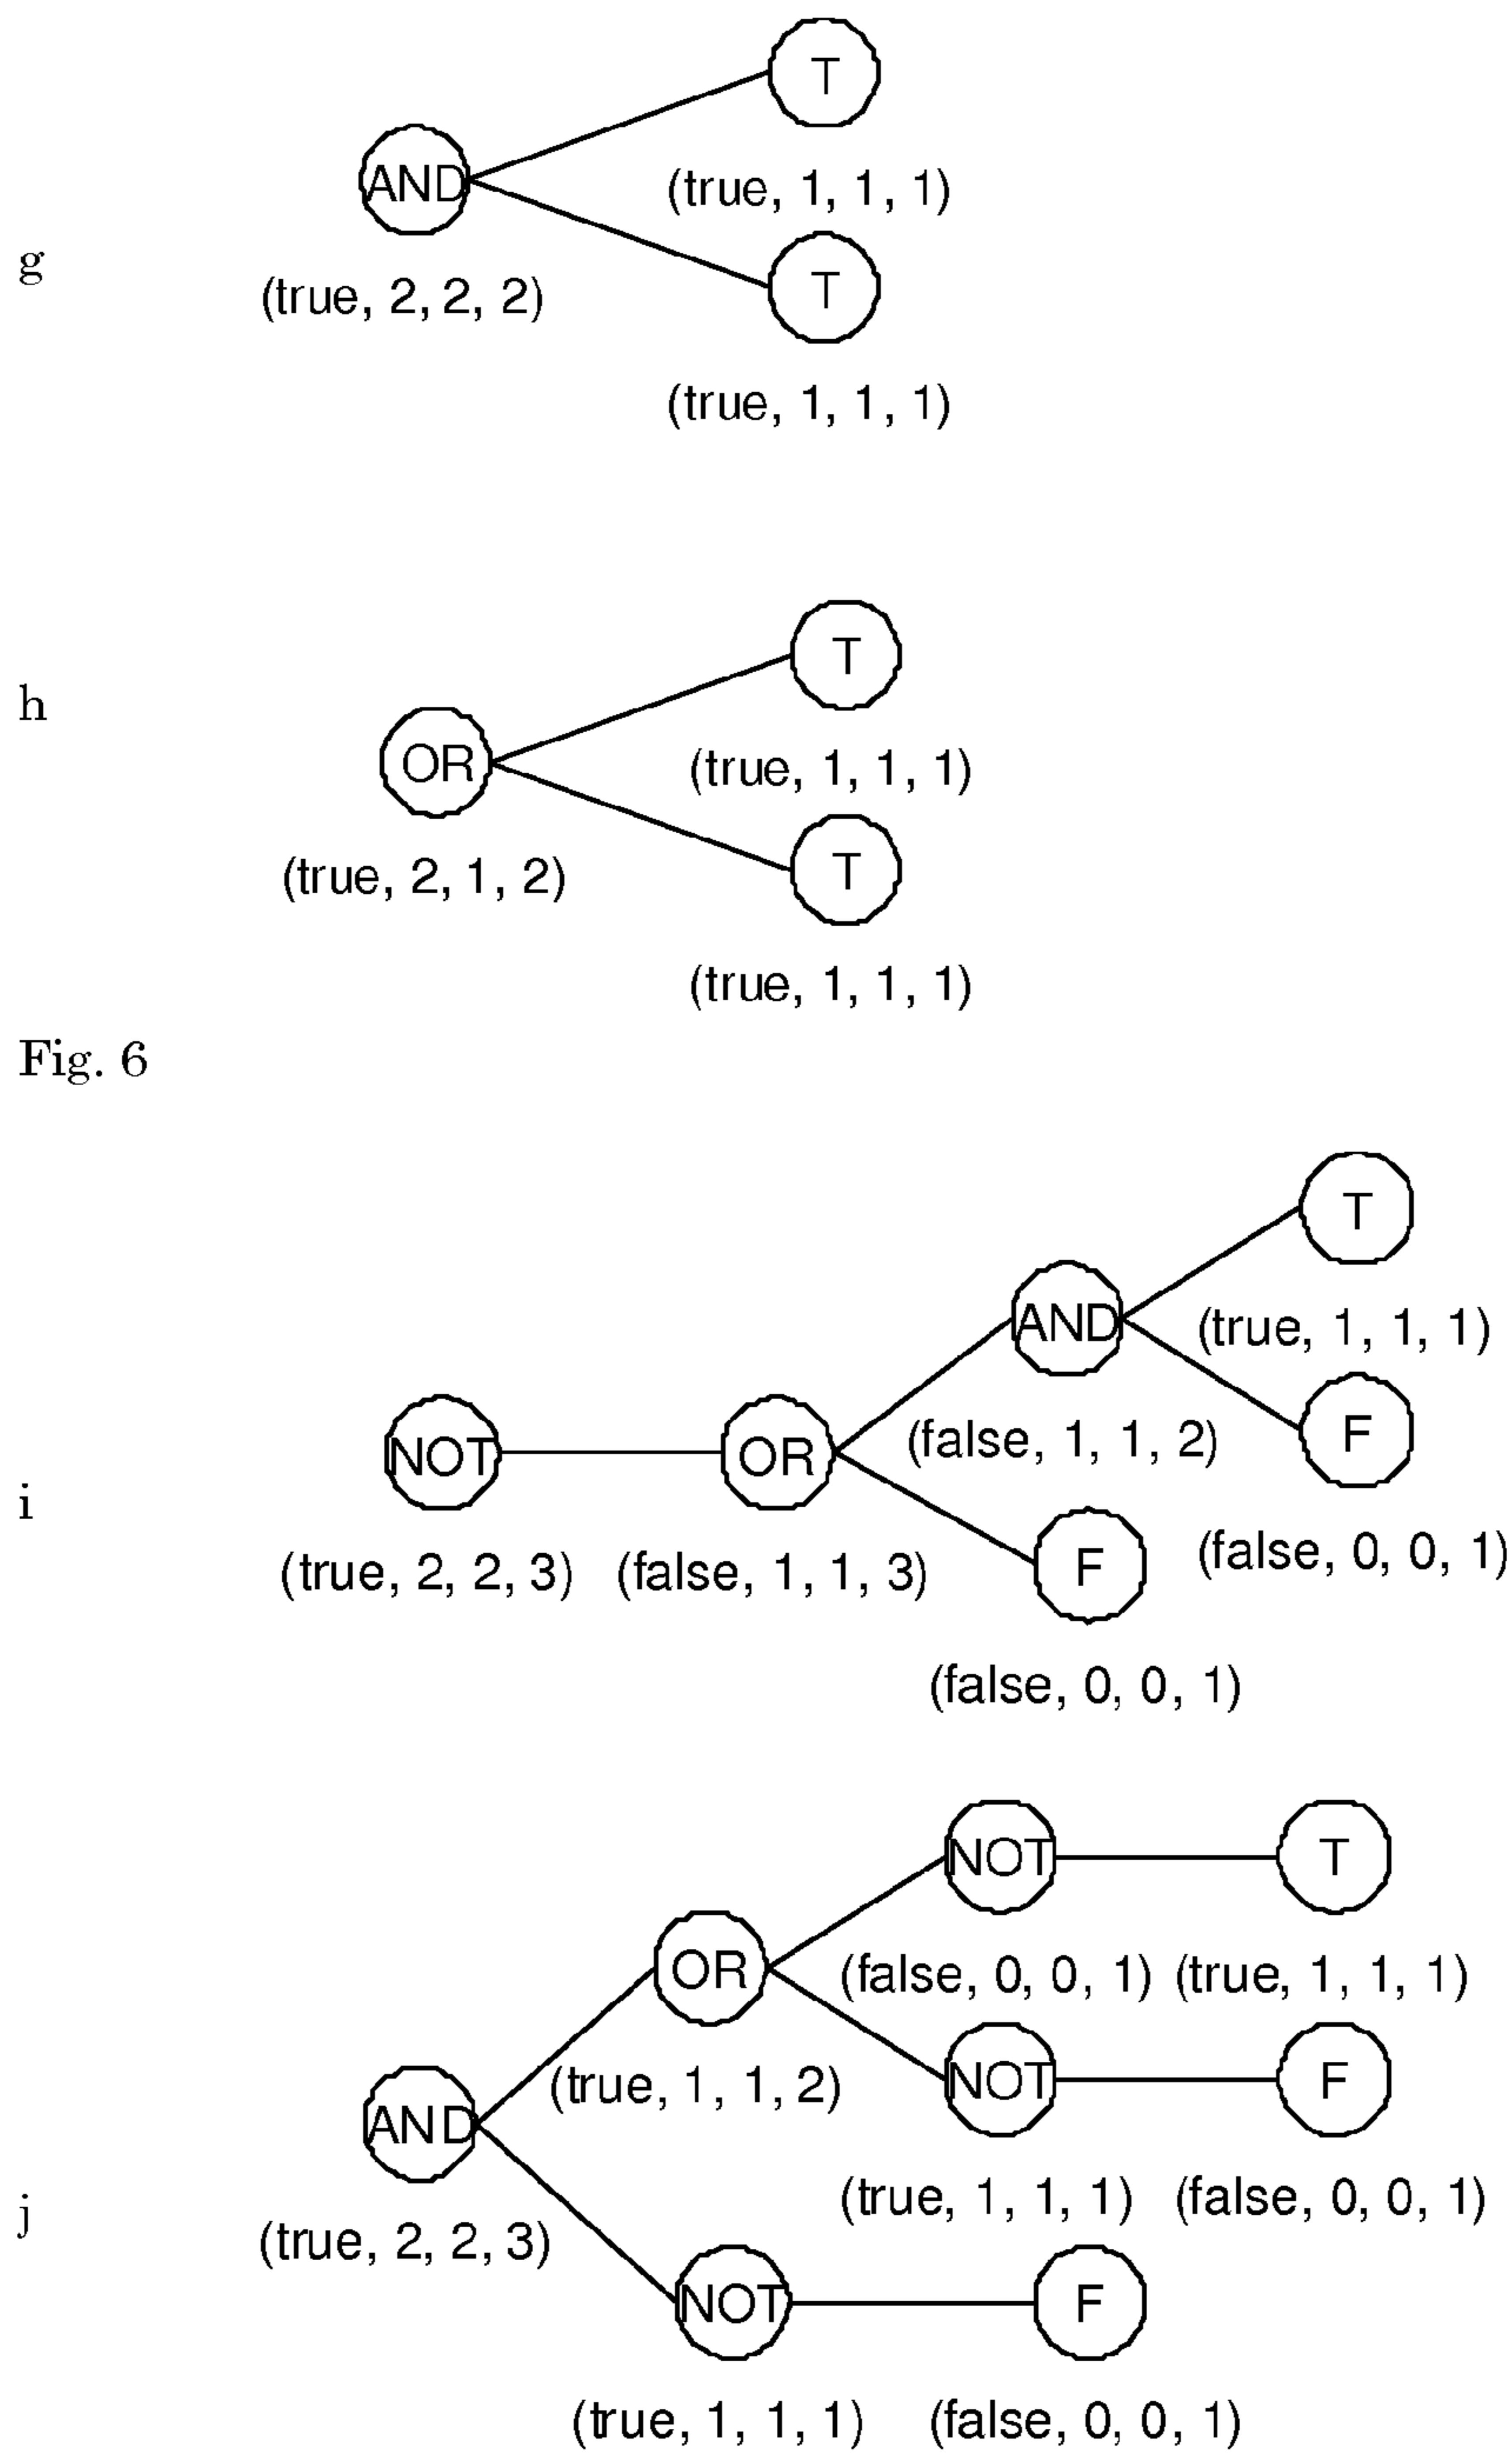 T
AND
(true, 1, 1, 1)
g
(true, 2, 2, 2)
T
(true, 1, 1, 1)
T
h
OR
(true, 1, 1, 1)
(true, 2, 1, 2)
T
(true, 1, 1, 1)
Fig. 6
T
AND
(true, 1, 1, 1)
NOT
OR
(false, 1, 1, 2)
F
i
(true, 2, 2, 3)
(false, 1, 1, 3)
F
(false, 0, 0, 1)
(false, 0, 0, 1)
NOT
T
OR
(false, 0, 0, 1)
(true, 1, 1, 1)
(true, 1, 1, 2)
NOT
F
AND
(true, 1, 1, 1)
(false, 0, 0, 1)
j
(true, 2, 2, 3)
NOT
F
(true, 1, 1, 1)
(false, 0, 0, 1)